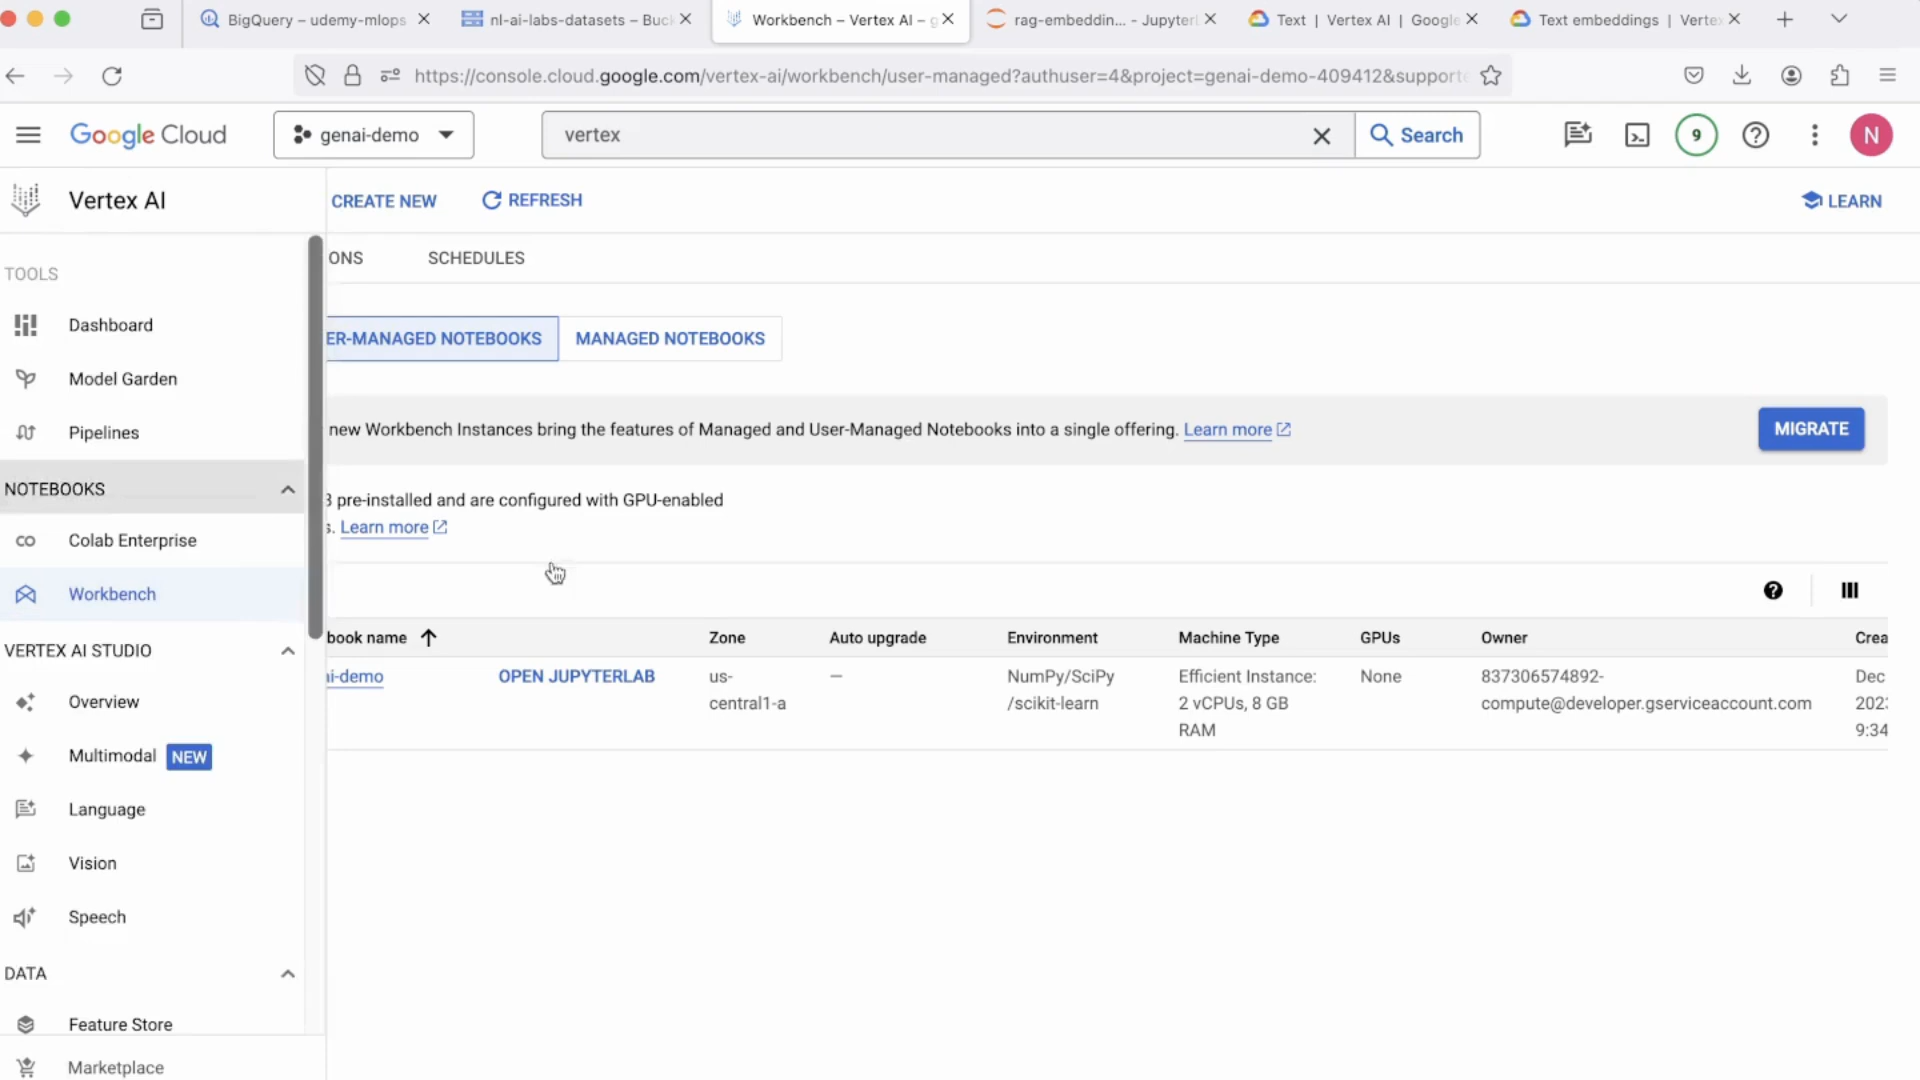 BigQuery – udemy-mlops
nl-ai-labs-datasets – Buck
Workbench – Vertex AI – g
rag-embeddin... - Jupyterl
Text | Vertex AI | Google
Text embeddings | Vertex
https://console.cloud.google.com/vertex-ai/workbench/user-managed?authuser=4&project=genai-demo-409412&supporte
Google Cloud
genai-demo
vertex
Search
9
N
Vertex AI
CREATE NEW
REFRESH
LEARN
ONS
SCHEDULES
TOOLS
Dashboard
Model Garden
Pipelines
NOTEBOOKS
Colab Enterprise
Workbench
VERTEX AI STUDIO
Overview
Multimodal NEW
Language
Vision
Speech
DATA
Feature Store
Marketplace
ER-MANAGED NOTEBOOKS
MANAGED NOTEBOOKS
new Workbench Instances bring the features of Managed and User-Managed Notebooks into a single offering. Learn more
MIGRATE
3 pre-installed and are configured with GPU-enabled
s. Learn more
book name
Zone
Auto upgrade
Environment
Machine Type
GPUs
Owner
Crea
ai-demo
OPEN JUPYTERLAB
us-
central1-a
—
NumPy/SciPy
/scikit-learn
Efficient Instance:
2 vCPUs, 8 GB
RAM
None
837306574892-
compute@developer.gserviceaccount.com
Dec
2023
9:34